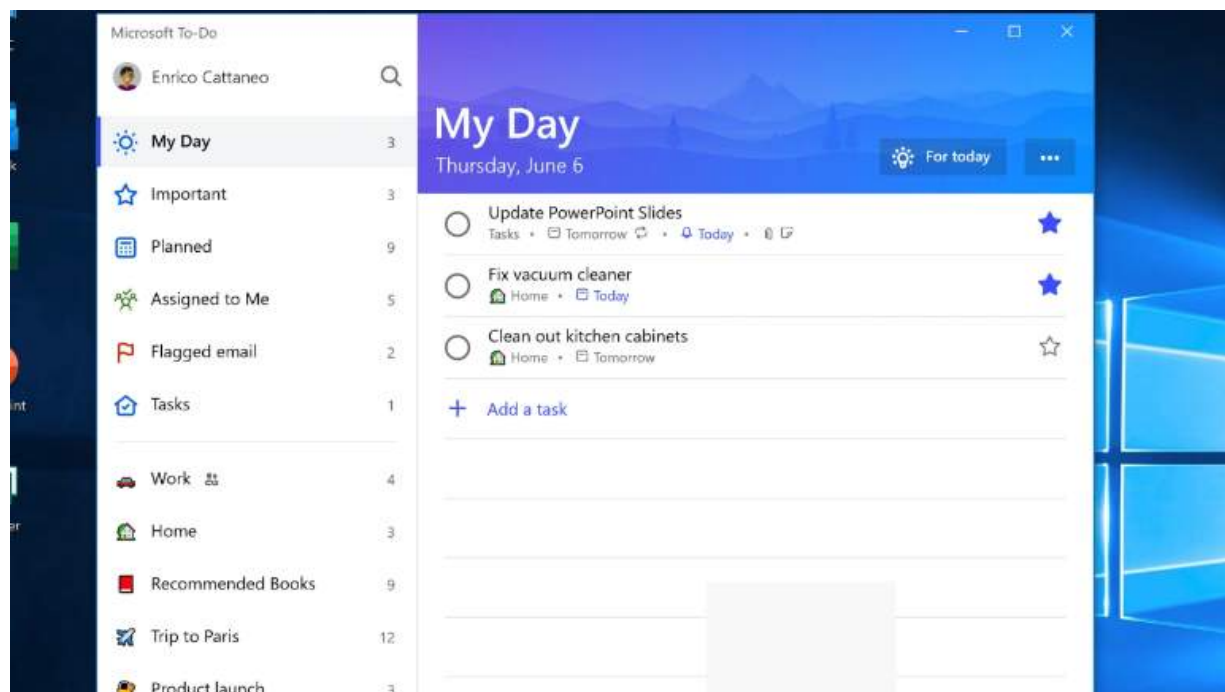 Microsoft To-Do
Enrico Cattaneo
My Day 3
Important 3
Planned 9
Assigned to Me 5
Flagged email 2
Tasks 1
Work 4
Home 3
Recommended Books 9
Trip to Paris 12
Product launch 3
My Day
Thursday, June 6
For today
Update PowerPoint Slides
Tasks • Tomorrow • Today •
Fix vacuum cleaner
Home • Today
Clean out kitchen cabinets
Home • Tomorrow
+ Add a task